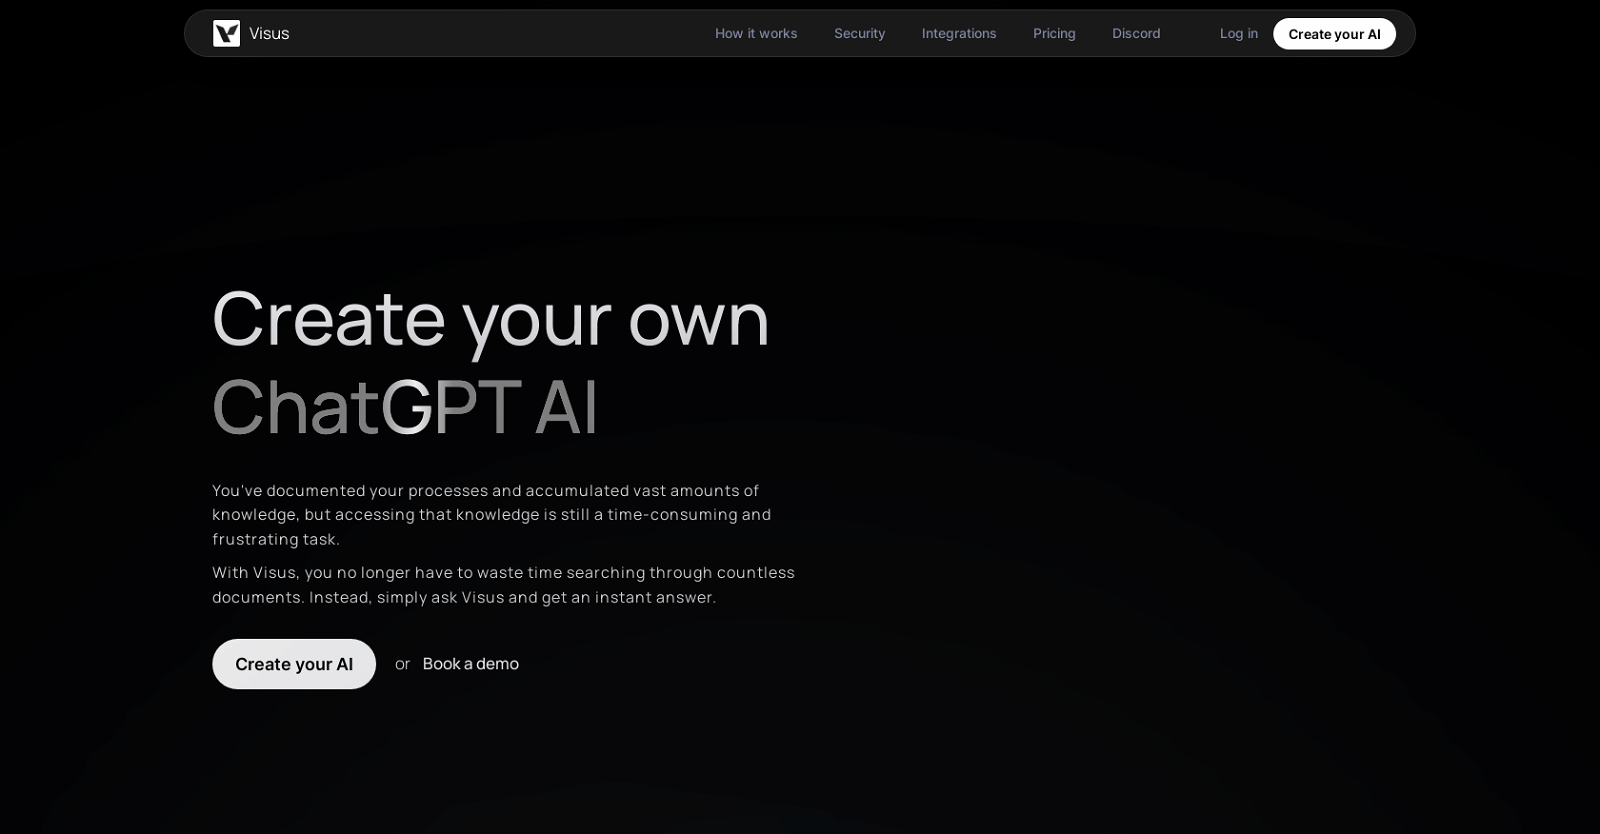 Visus
How it works
Security
Integrations
Pricing
Discord
Log in
Create your AI
Create your own
ChatGPT AI
You've documented your processes and accumulated vast amounts of
knowledge, but accessing that knowledge is still a time-consuming and
frustrating task.
With Visus, you no longer have to waste time searching through countless
documents. Instead, simply ask Visus and get an instant answer.
Create your AI
or
Book a demo